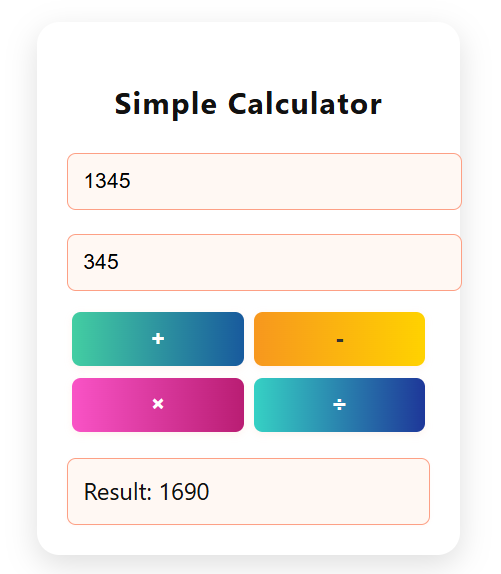 Simple Calculator
1345
345
+ -
× ÷
Result: 1690